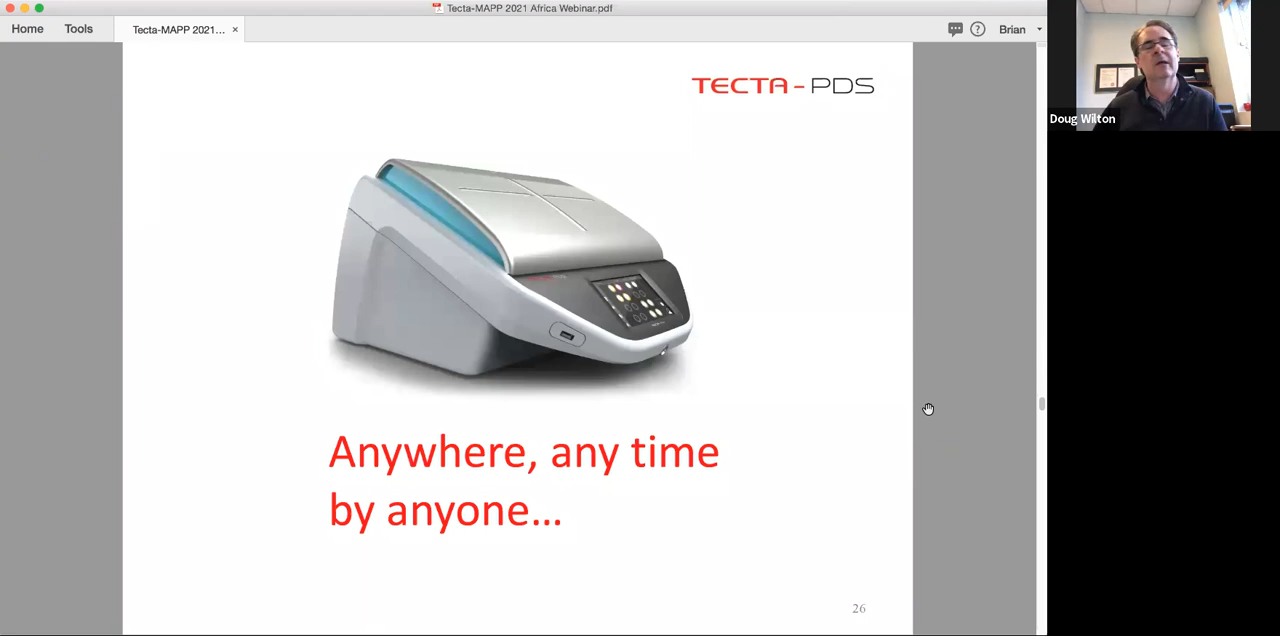 Tecta-MAPP 2021 Africa Webinar.pdf
Home
Tools
Tecta-MAPP 2021... ×
Brian
Doug Wilton
TECTA-PDS
Anywhere, any time
by anyone...
26